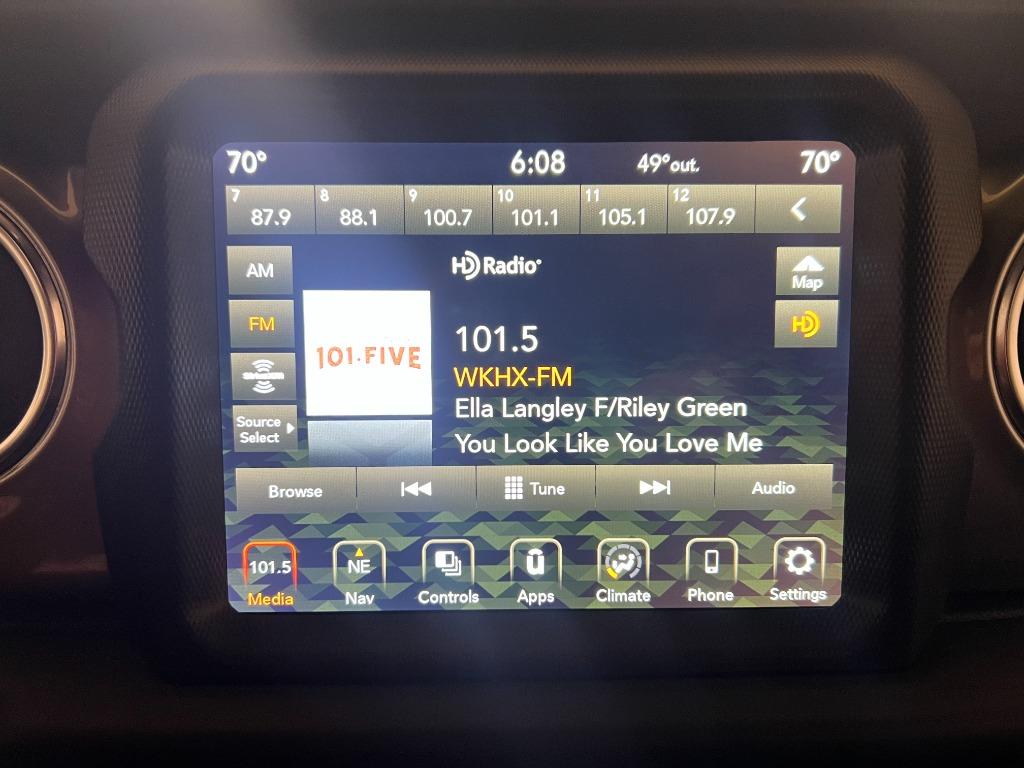 70° 6:08 49° out. 70°
7 8 9 10 11 12
87.9 88.1 100.7 101.1 105.1 107.9
AM
HD Radio
Map
FM
HD
101.FIVE
101.5
WKHX-FM
Ella Langley F/Riley Green
You Look Like You Love Me
Source
Select
Browse Tune Audio
101.5 NE
Media Nav Controls Apps Climate Phone Settings